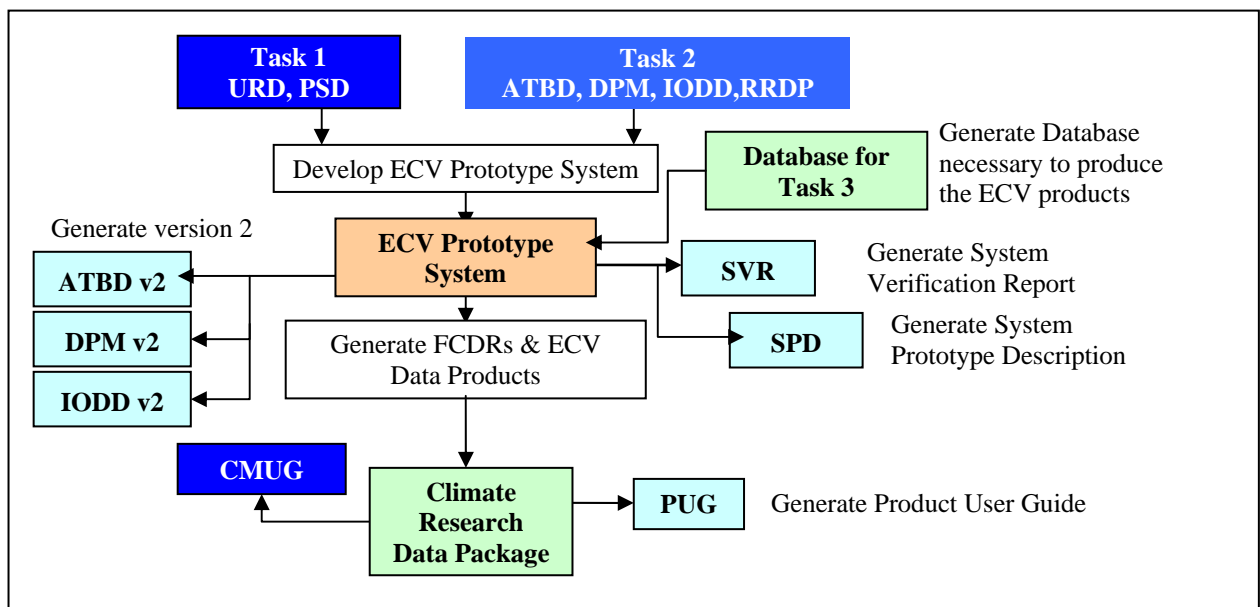 Task 1
URD, PSD
Task 2
ATBD, DPM, IODD,RRDP
Develop ECV Prototype System
Database for
Task 3
Generate Database
necessary to produce
the ECV products
Generate version 2
ECV Prototype
System
ATBD v2
DPM v2
IODD v2
SVR
Generate System
Verification Report
SPD
Generate System
Prototype Description
Generate FCDRs & ECV
Data Products
CMUG
Climate
Research
Data Package
PUG
Generate Product User Guide